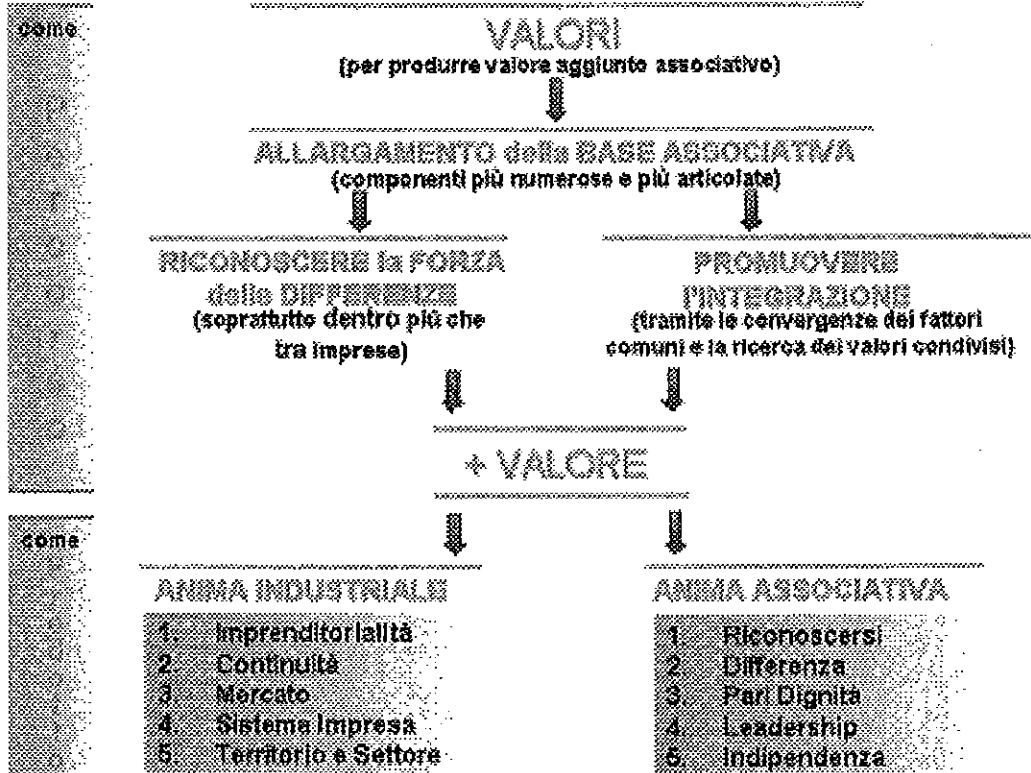 come
VALORI
(per produrre valore aggiunto associativo)
ALLARGAMENTO della BASE ASSOCIATIVA
(componenti più numerose e più articolate)
RICONOSCERE la FORZA
delle DIFFERENZE
(soprattutto dentro più che
tra imprese)
PROMUOVERE
l'INTEGRAZIONE
(tramite le convergenze dei fattori
comuni e la ricerca dei valori condivisi)
+ VALORE
come
ANIMA INDUSTRIALE
1. Imprenditorialità
2. Continuità
3. Mercato
4. Sistema Impresa
5. Territorio e Settore
ANIMA ASSOCIATIVA
1. Riconoscersi
2. Differenza
3. Pari Dignità
4. Leadership
5. Indipendenza